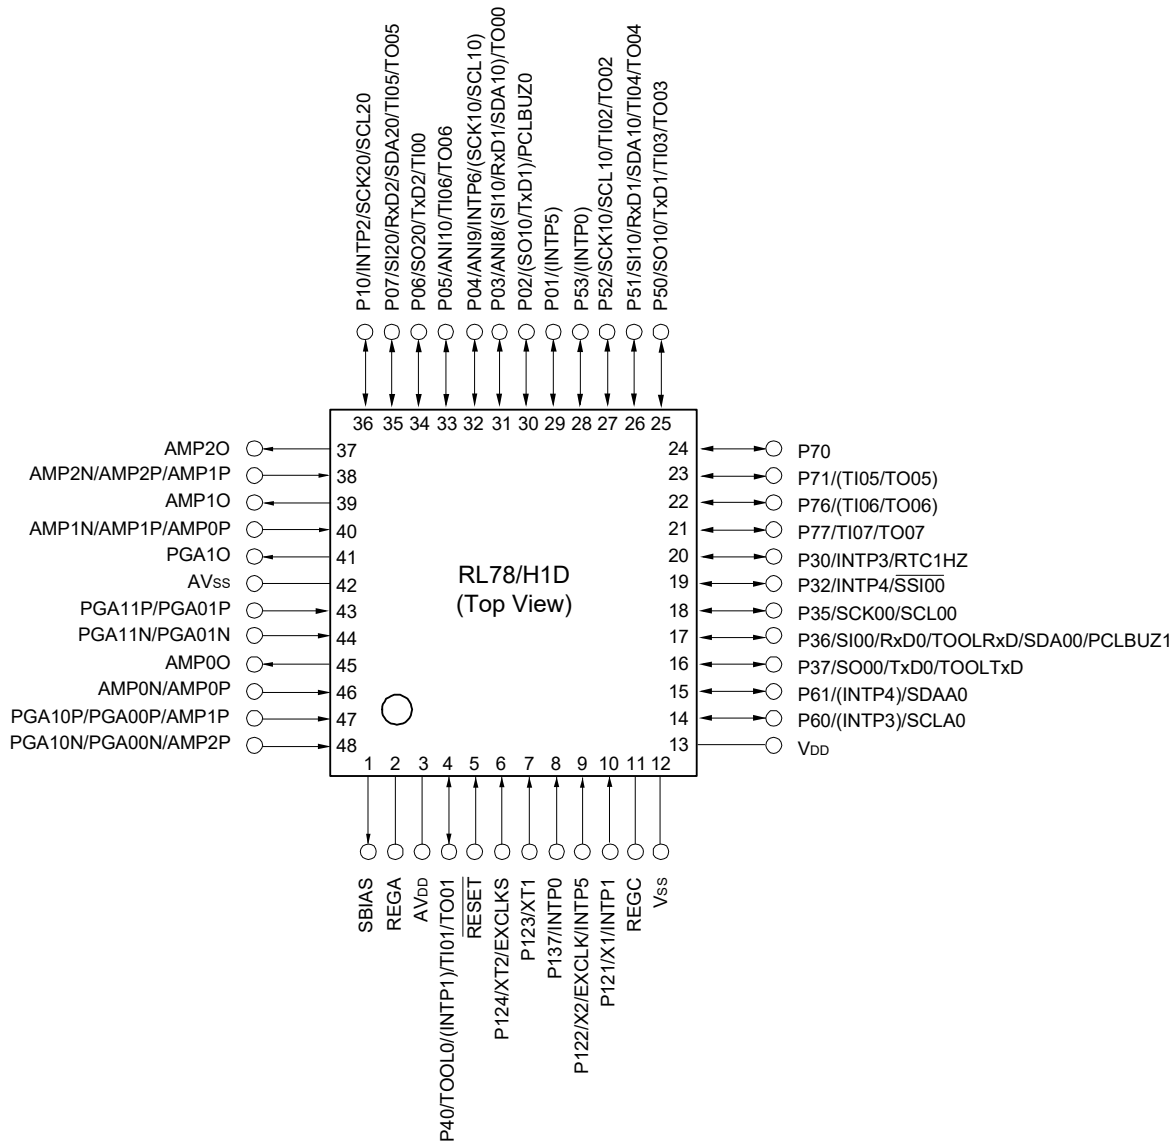 P10/INTP2/SCK20/SCL20
P07/SI20/RxD2/SDA20/TI05/TO05
P06/SO20/TxD2/TI00
P05/ANI10/TI06/TO06
P04/ANI9/INTP6/(SCK10/SCL10)
P03/ANI8/(SI10/RxD1/SDA10)/TO00
P02/(SO10/TxD1)/PCLBUZ0
P01/(INTP5)
P53/(INTP0)
P52/SCK10/SCL10/TI02/TO02
P51/SI10/RxD1/SDA10/TI04/TO04
P50/SO10/TxD1/TI03/TO03
36 35 34 33 32 31 30 29 28 27 26 25
AMP2O 37
AMP2N/AMP2P/AMP1P 38
AMP1O 39
AMP1N/AMP1P/AMP0P 40
PGA1O 41
AVSS 42
PGA11P/PGA01P 43
PGA11N/PGA01N 44
AMP0O 45
AMP0N/AMP0P 46
PGA10P/PGA00P/AMP1P 47
PGA10N/PGA00N/AMP2P 48
RL78/H1D
(Top View)
24 P70
23 P71/(TI05/TO05)
22 P76/(TI06/TO06)
21 P77/TI07/TO07
20 P30/INTP3/RTC1HZ
19 P32/INTP4/SSI00
18 P35/SCK00/SCL00
17 P36/SI00/RxD0/TOOLRxD/SDA00/PCLBUZ1
16 P37/SO00/TxD0/TOOLTxD
15 P61/(INTP4)/SDAA0
14 P60/(INTP3)/SCLA0
13 VDD
1 2 3 4 5 6 7 8 9 10 11 12
SBIAS
REGA
AVDD
P40/TOOL0/(INTP1)/TI01/TO01
RESET
P124/XT2/EXCLKS
P123/XT1
P137/INTP0
P122/X2/EXCLK/INTP5
P121/X1/INTP1
REGC
VSS